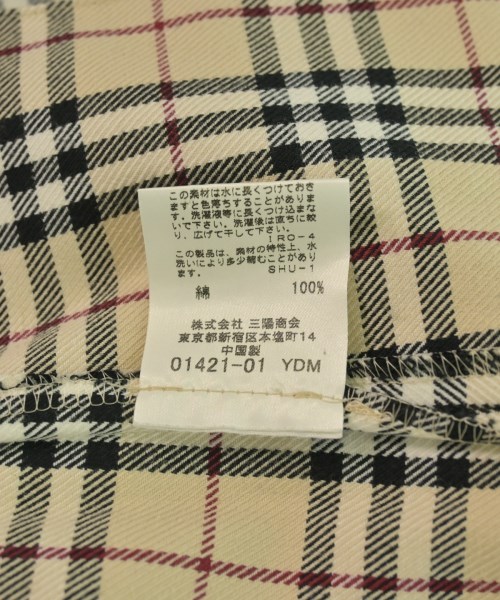 この素材は水に長くつけておき
ますと色落ちすることがありま
す。洗濯液等に長くつけ込まな
いで下さい。洗濯後は直ちに絞
り、広げて干して下さい。
IRO-4
この製品は、素材の特性上、水
洗いにより多少縮むことがあり
ます。 SHU-1
綿 100%
株式会社 三陽商会
東京都新宿区本塩町14
中国製
01421-01 YDM